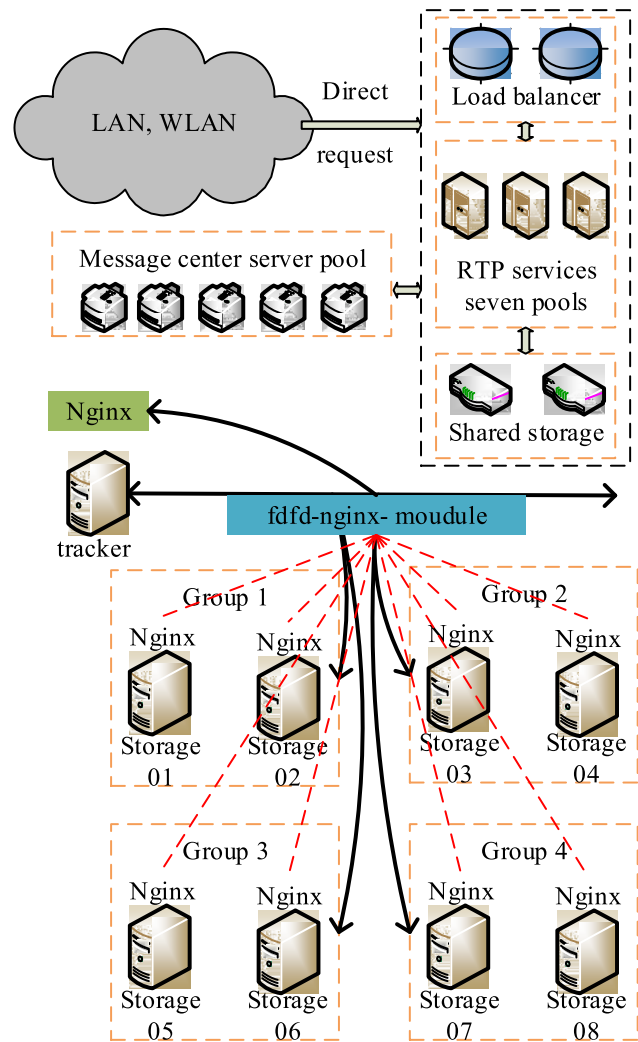 LAN, WLAN
Direct
request
Load balancer
RTP services
seven pools
Message center server pool
Shared storage
Nginx
tracker
fdfd-nginx- moudule
Group 1
Nginx
Storage
01
Nginx
Storage
02
Group 2
Nginx
Storage
03
Nginx
Storage
04
Group 3
Nginx
Storage
05
Nginx
Storage
06
Group 4
Nginx
Storage
07
Nginx
Storage
08